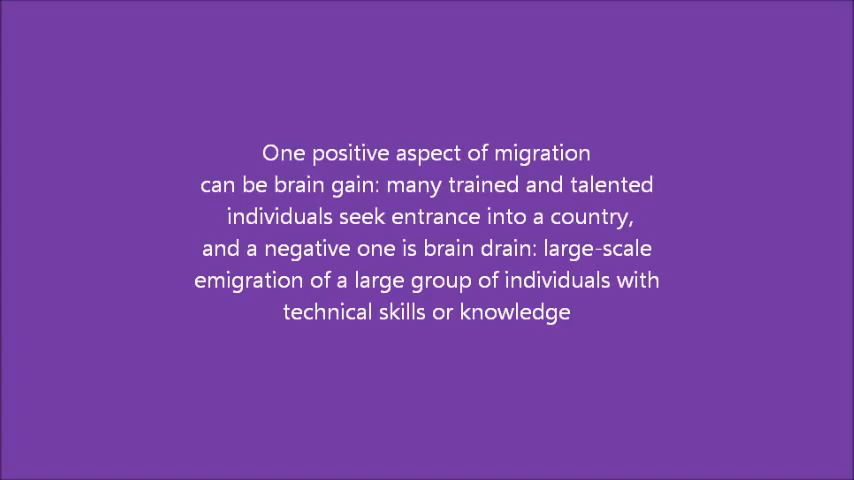 One positive aspect of migration
can be brain gain: many trained and talented
individuals seek entrance into a country,
and a negative one is brain drain: large-scale
emigration of a large group of individuals with
technical skills or knowledge